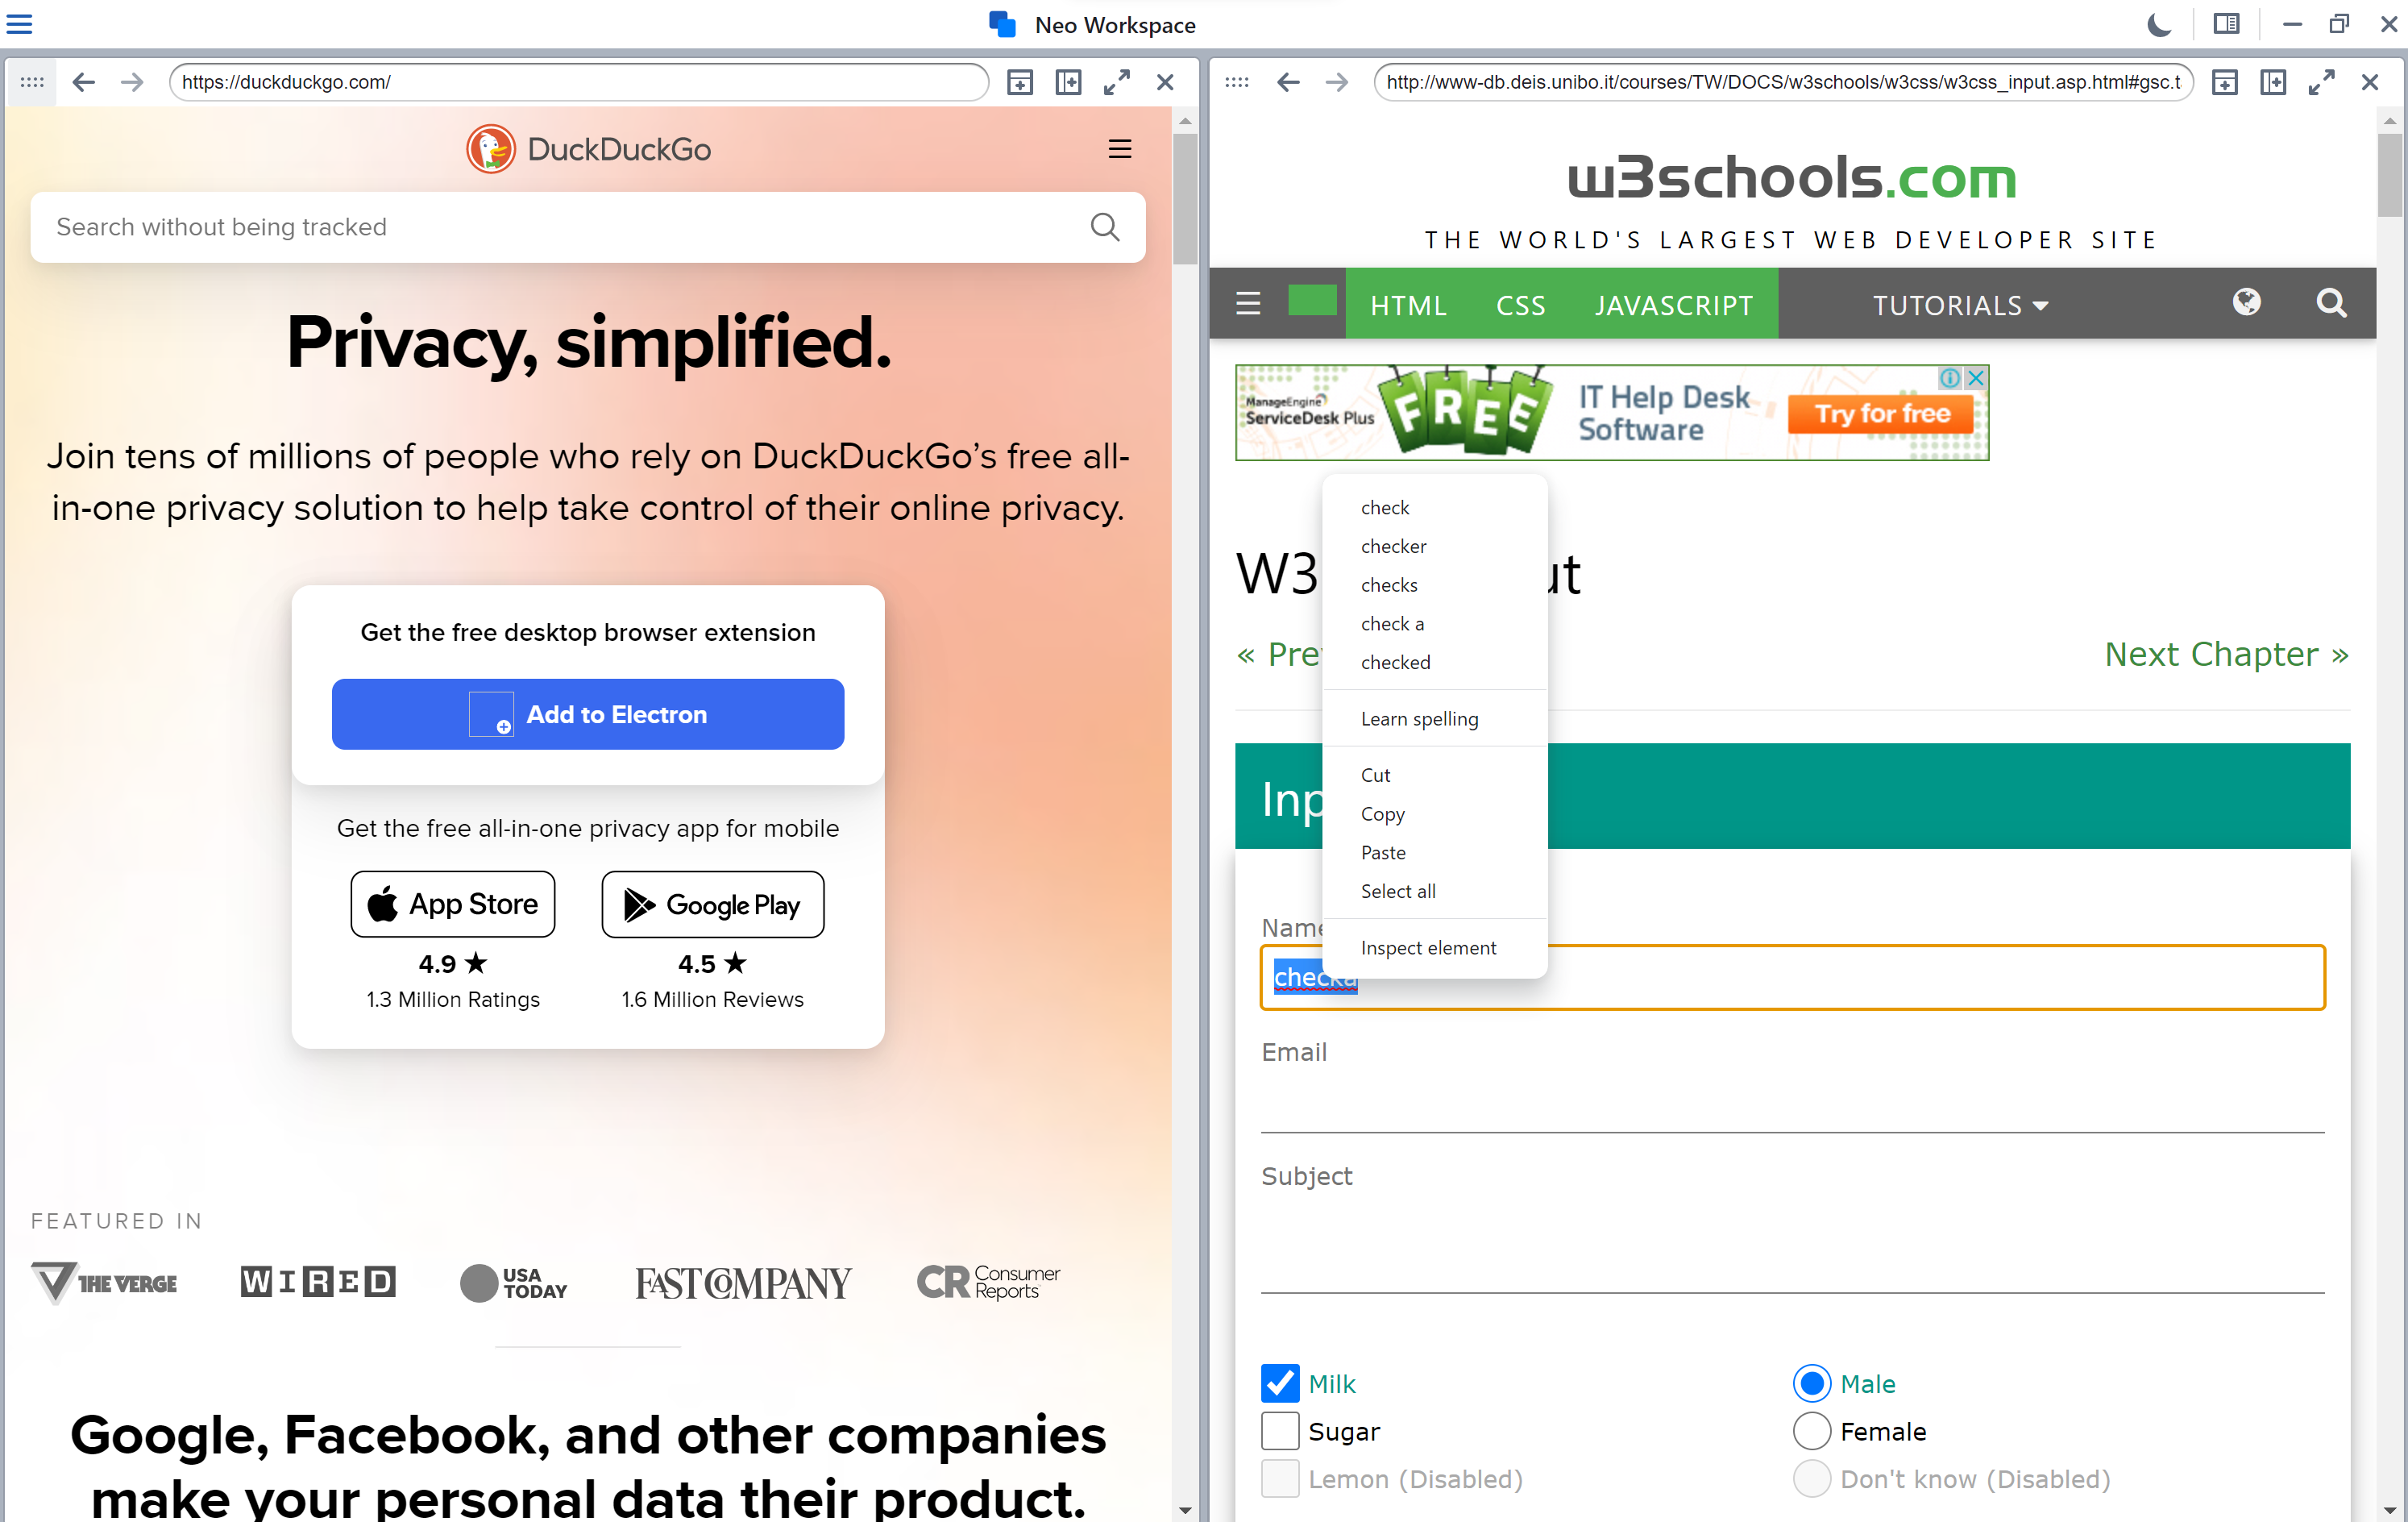 Neo Workspace
https://duckduckgo.com/
DuckDuckGo
Search without being tracked
Privacy, simplified.
Join tens of millions of people who rely on DuckDuckGo’s free all-
in-one privacy solution to help take control of their online privacy.
Get the free desktop browser extension
Add to Electron
Get the free all-in-one privacy app for mobile
App Store
Google Play
4.9 ★
4.5 ★
1.3 Million Ratings
1.6 Million Reviews
FEATURED IN
THE VERGE
WIRED
USA TODAY
FAST COMPANY
CR Consumer Reports
Google, Facebook, and other companies
make your personal data their product.
http://www-db.deis.unibo.it/courses/TW/DOCS/w3schools/w3css/w3css_input.asp.html#gsc.t
w3schools.com
THE WORLD'S LARGEST WEB DEVELOPER SITE
HTML CSS JAVASCRIPT TUTORIALS
ManageEngine
ServiceDesk Plus
FREE
IT Help Desk
Software
Try for free
W3
ut
« Pre
Next Chapter »
check
checker
checks
check a
checked
Learn spelling
Cut
Copy
Paste
Select all
Inspect element
Inp
Name
checka
Email
Subject
Milk
Male
Sugar
Female
Lemon (Disabled)
Don't know (Disabled)